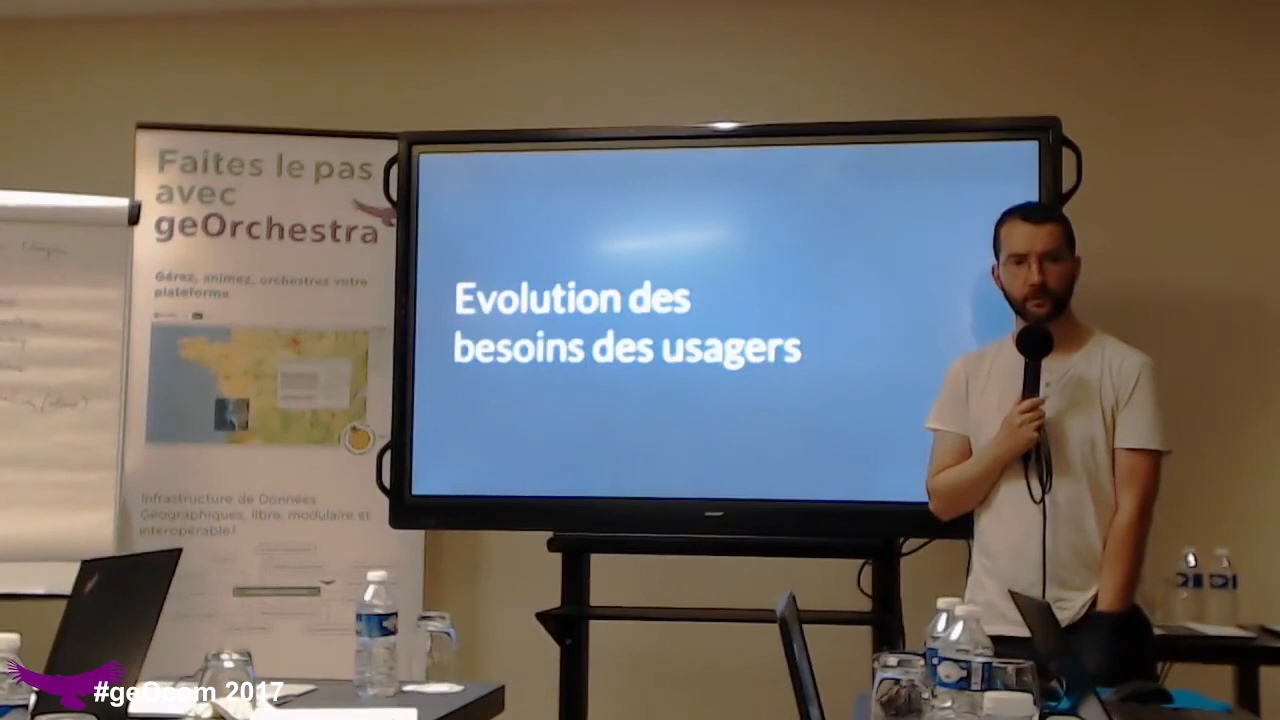 Faites le pas
avec
geOrchestra
Gérez, animez, orchestrez votre
plateforme
Infrastructure de Données
Géographiques, libre, modulaire et
interopérable!
Evolution des
besoins des usagers
#geOcom 2017